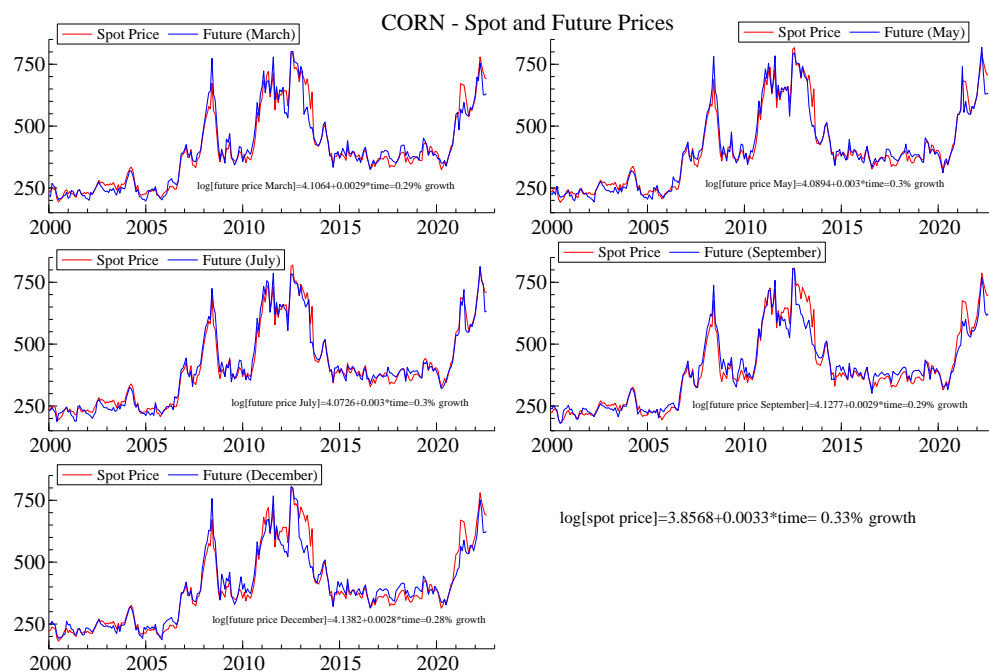 CORN - Spot and Future Prices
Spot Price Future (March)
750
500
250
log[future price March]=4.1064+0.0029*time=0.29% growth
2000 2005 2010 2015 2020
Spot Price Future (May)
750
500
250
log[future price May]=4.0894+0.003*time=0.3% growth
2000 2005 2010 2015 2020
Spot Price Future (July)
750
500
250
log[future price July]=4.0726+0.003*time=0.3% growth
2000 2005 2010 2015 2020
Spot Price Future (September)
750
500
250
log[future price September]=4.1277+0.0029*time=0.29% growth
2000 2005 2010 2015 2020
Spot Price Future (December)
750
500
250
log[future price December]=4.1382+0.0028*time=0.28% growth
2000 2005 2010 2015 2020
log[spot price]=3.8568+0.0033*time= 0.33% growth